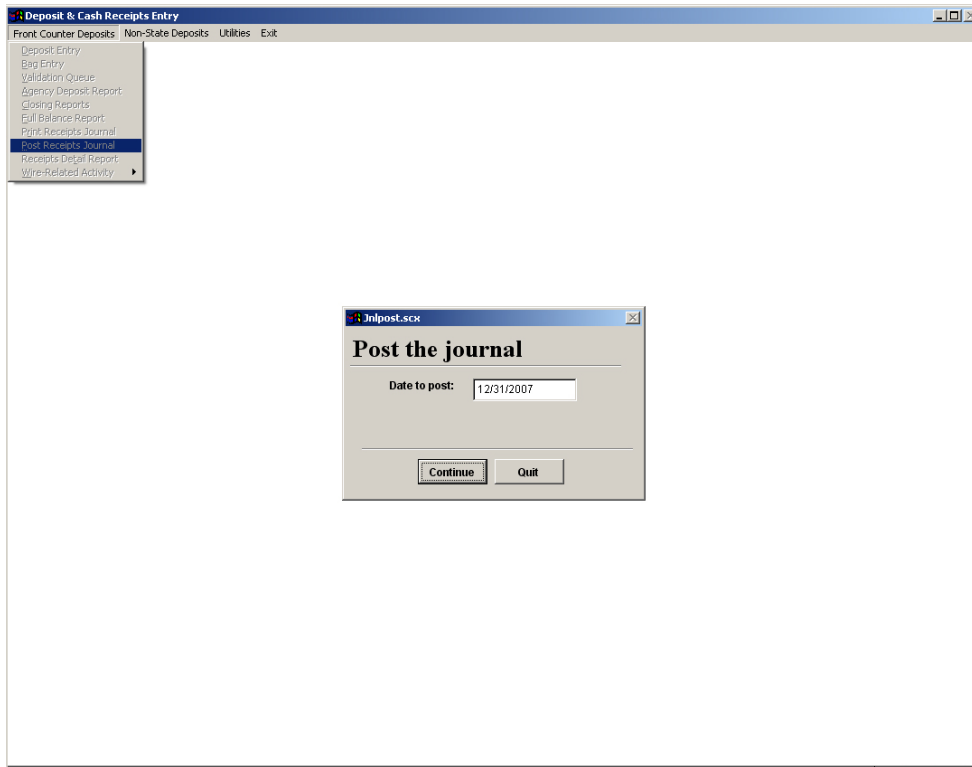 Deposit & Cash Receipts Entry
Front Counter Deposits Non-State Deposits Utilities Exit
Deposit Entry
Bag Entry
Validation Queue
Agency Deposit Report
Closing Reports
Full Balance Report
Print Receipts Journal
Post Receipts Journal
Receipts Detail Report
Wire-Related Activity
Jnlpost.scx
Post the journal
Date to post: 12/31/2007
Continue Quit